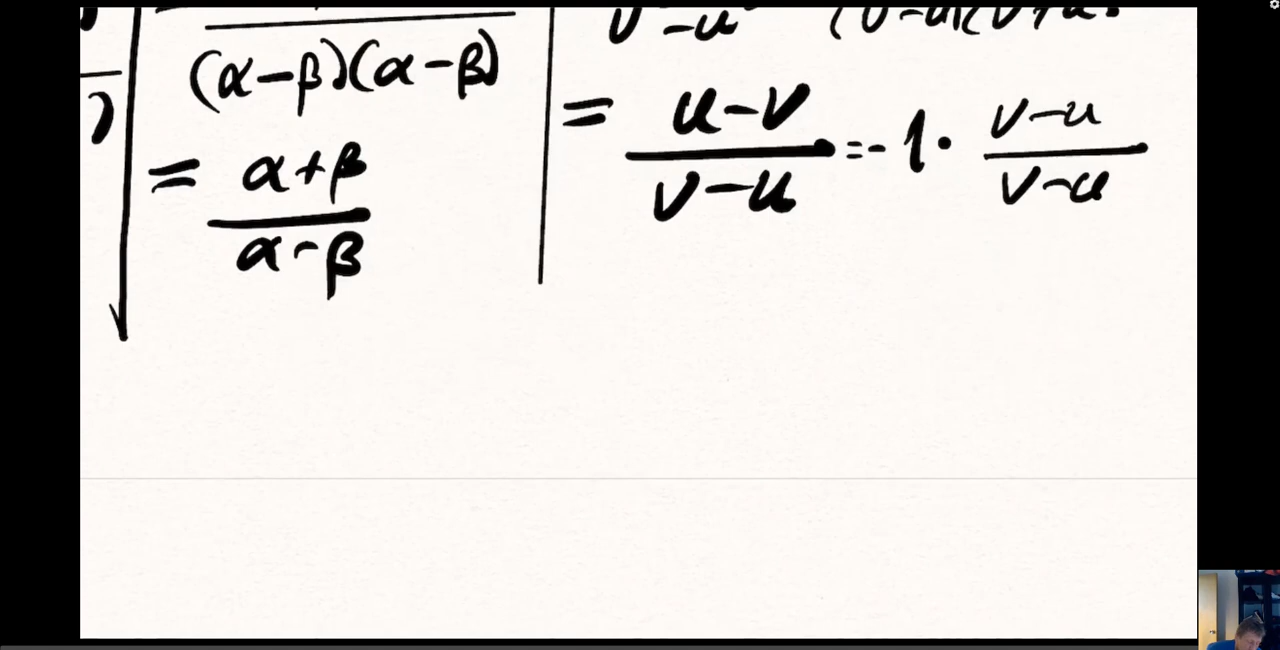 (α-β)(α-β)
= α+β
α-β
= u-v / v-u = -1 · v-u / v-u